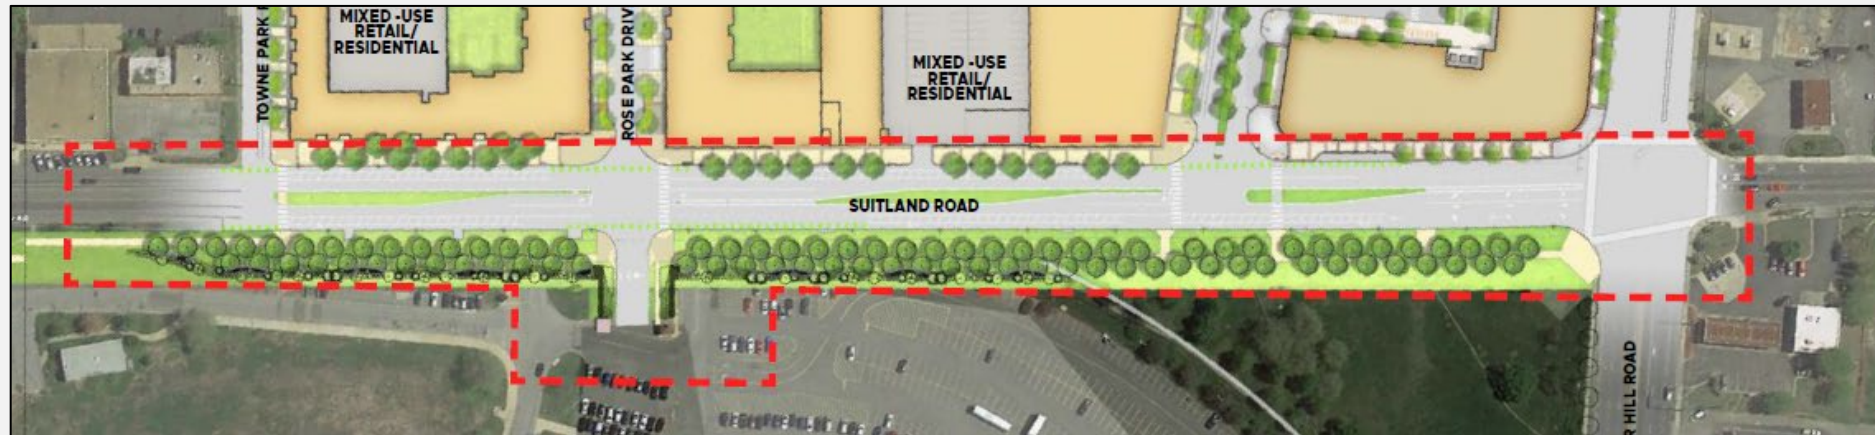 TOWNE PARK
MIXED -USE
RETAIL/
RESIDENTIAL
ROSE PARK DRIV
MIXED -USE
RETAIL/
RESIDENTIAL
SUITLAND ROAD
R HILL ROAD